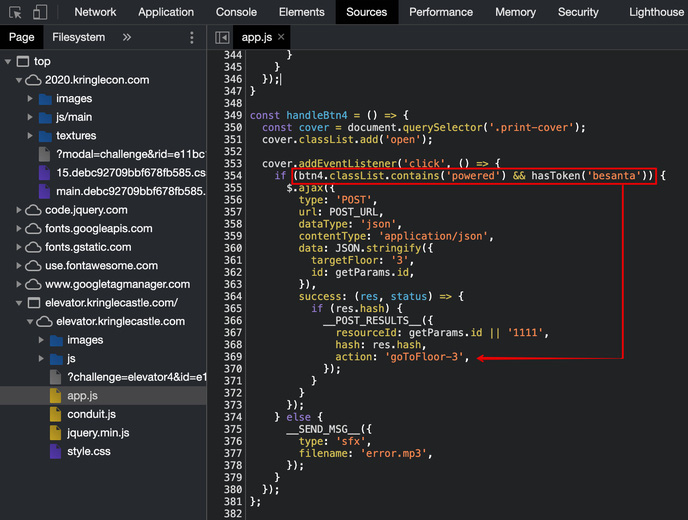 Network Application Console Elements Sources Performance Memory Security Lighthouse
Page Filesystem »
app.js ×
top
2020.kringlecon.com
images
js/main
textures
?modal=challenge&rid=e11bc
15.debc92709bbf678fb585.cs
main.debc92709bbf678fb585.
code.jquery.com
fonts.googleapis.com
fonts.gstatic.com
use.fontawesome.com
www.googletagmanager.com
elevator.kringlecastle.com/
elevator.kringlecastle.com
images
js
?challenge=elevator4&id=e1
app.js
conduit.js
jquery.min.js
style.css
344 }
345 }
346 });
347 }
348
349 const handleBtn4 = () => {
350 const cover = document.querySelector('.print-cover');
351 cover.classList.add('open');
352
353 cover.addEventListener('click', () => {
354 if (btn4.classList.contains('powered') && hasToken('besanta')) {
355 $.ajax({
356 type: 'POST',
357 url: POST_URL,
358 dataType: 'json',
359 contentType: 'application/json',
360 data: JSON.stringify({
361 targetFloor: '3',
362 id: getParams.id,
363 }),
364 success: (res, status) => {
365 if (res.hash) {
366 __POST_RESULTS__({
367 resourceId: getParams.id || '1111',
368 hash: res.hash,
369 action: 'goToFloor-3',
370 });
371 }
372 }
373 });
374 } else {
375 __SEND_MSG__({
376 type: 'sfx',
377 filename: 'error.mp3',
378 });
379 }
380 });
381 };
382